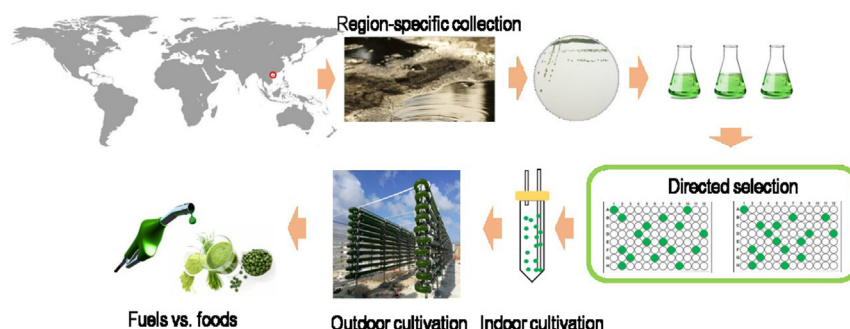 Region-specific collection
Directed selection
Fuels vs. foods
Outdoor cultivation
Indoor cultivation